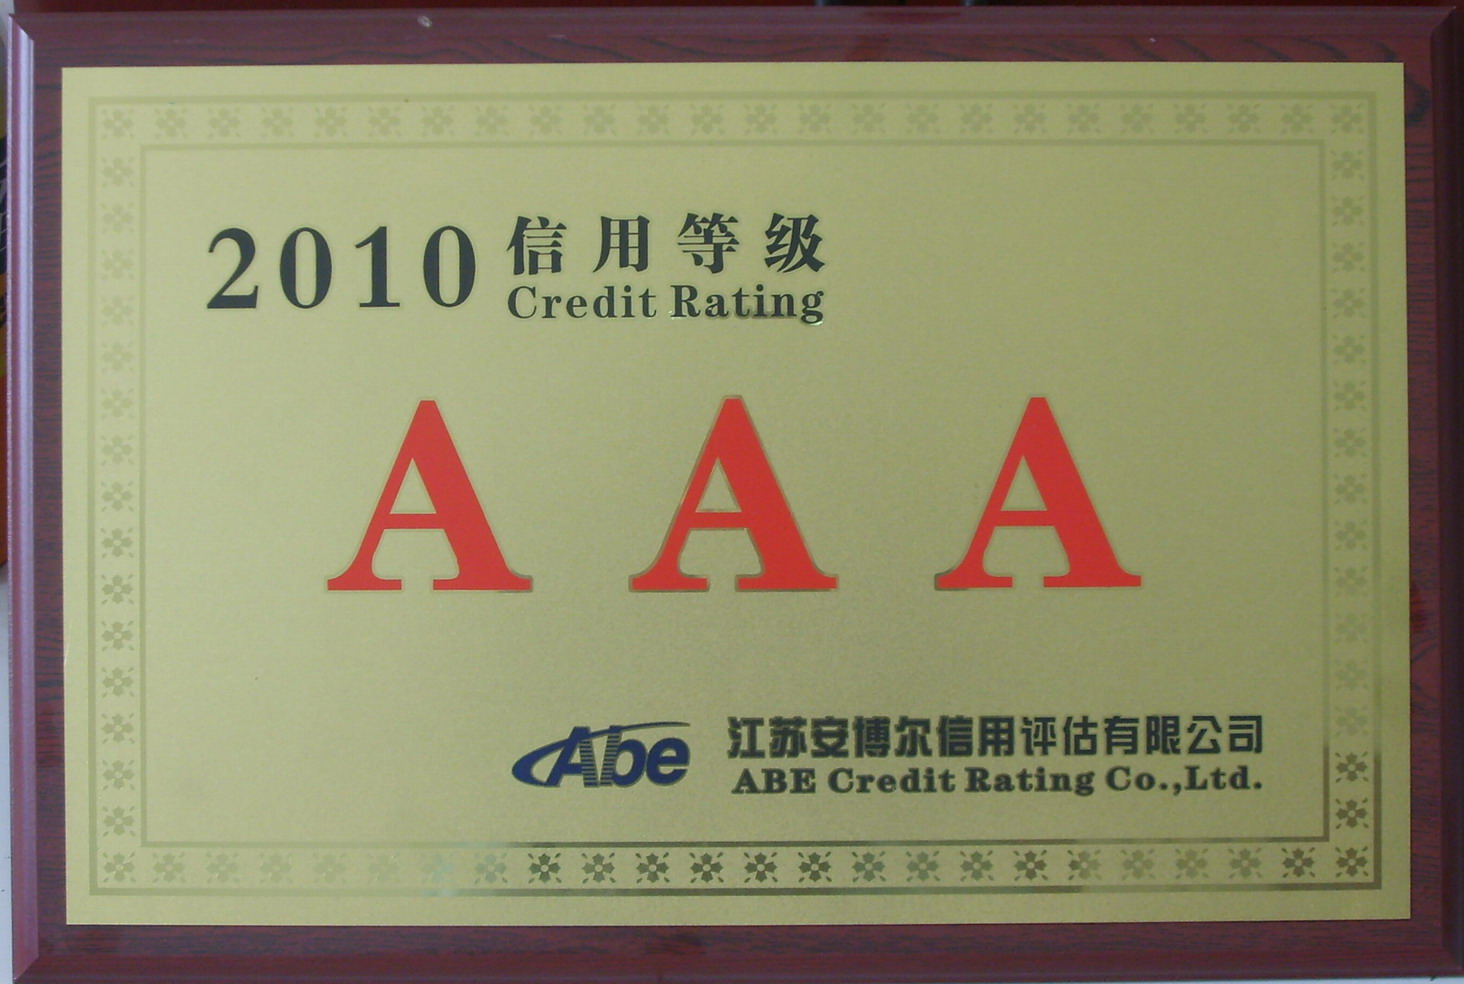 2010 信用等级
Credit Rating
A A A
Abe 江苏安博尔信用评估有限公司
ABE Credit Rating Co.,Ltd.